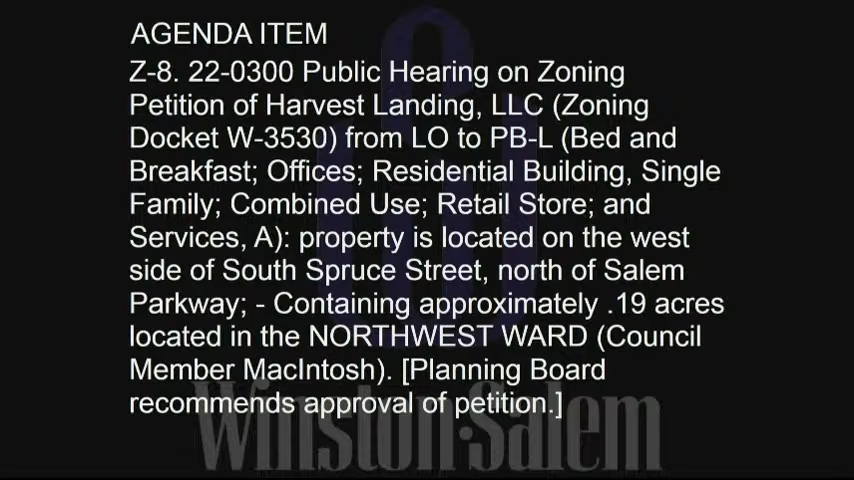 AGENDA ITEM
Z-8. 22-0300 Public Hearing on Zoning
Petition of Harvest Landing, LLC (Zoning
Docket W-3530) from LO to PB-L (Bed and
Breakfast; Offices; Residential Building, Single
Family; Combined Use; Retail Store; and
Services, A): property is located on the west
side of South Spruce Street, north of Salem
Parkway; - Containing approximately .19 acres
located in the NORTHWEST WARD (Council
Member MacIntosh). [Planning Board
recommends approval of petition.]
Winston-Salem